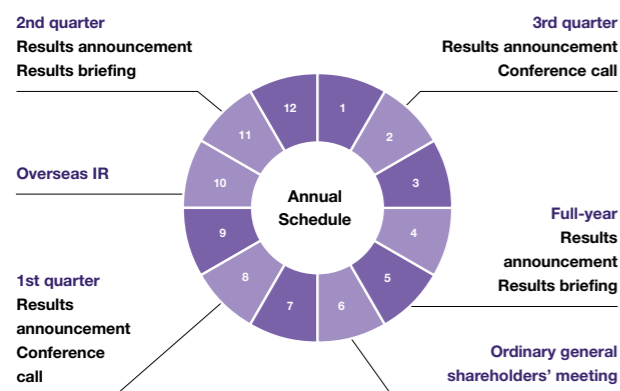 2nd quarter
Results announcement
Results briefing
3rd quarter
Results announcement
Conference call
12
1
11
2
Overseas IR
10
3
Annual
Schedule
9
4
Full-year
Results
announcement
Results briefing
8
5
7
6
1st quarter
Results
announcement
Conference
call
Ordinary general
shareholders’ meeting